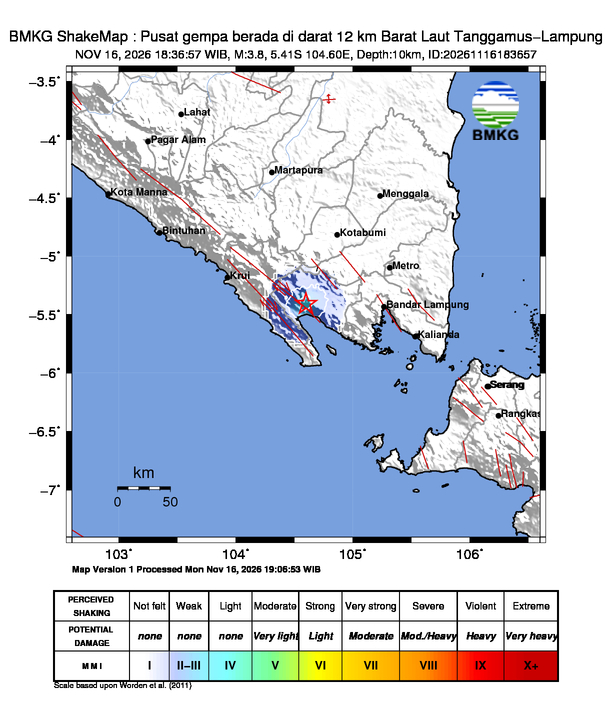 BMKG ShakeMap : Pusat gempa berada di darat 12 km Barat Laut Tanggamus-Lampung
NOV 16, 2026 18:36:57 WIB, M:3.8, 5.41S 104.60E, Depth:10km, ID:20261116183657
-3.5°
-4°
-4.5°
-5°
-5.5°
-6°
-6.5°
-7°
BMKG
Lahat
Pagar Alam
Martapura
Kota Manna
Menggala
Bintuhan
Kotabumi
Krui
Metro
Bandar Lampung
Kalianda
Serang
Rangkas
km
0 50
103° 104° 105° 106°
Map Version 1 Processed Mon Nov 16, 2026 19:06:53 WIB
PERCEIVED SHAKING Not felt Weak Light Moderate Strong Very strong Severe Violent Extreme
POTENTIAL DAMAGE none none none Very light Light Moderate Mod./Heavy Heavy Very heavy
MMI I II-III IV V VI VII VIII IX X+
Scale based upon Worden et al. (2011)